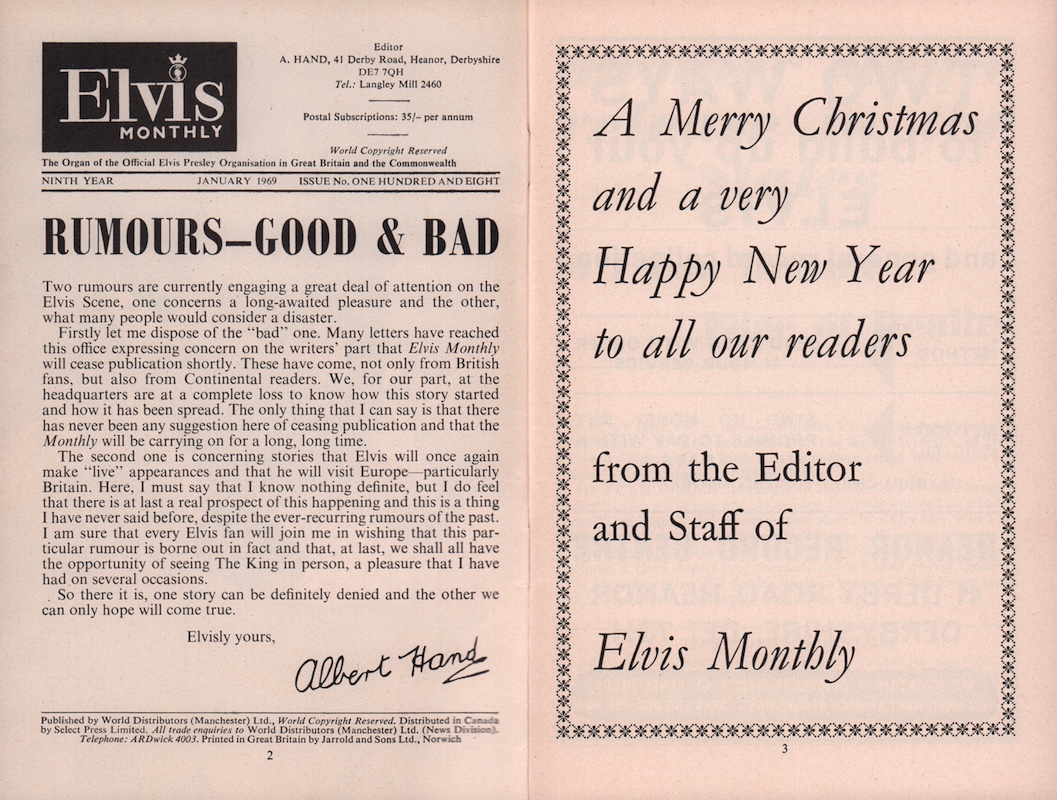 Elvis
MONTHLY
Editor
A. HAND, 41 Derby Road, Heanor, Derbyshire
DE7 7QH
Tel.: Langley Mill 2460
Postal Subscriptions: 35/– per annum
World Copyright Reserved
The Organ of the Official Elvis Presley Organisation in Great Britain and the Commonwealth
NINTH YEAR JANUARY 1969 ISSUE No. ONE HUNDRED AND EIGHT
RUMOURS—GOOD & BAD
Two rumours are currently engaging a great deal of attention on the
Elvis Scene, one concerns a long-awaited pleasure and the other,
what many people would consider a disaster.
Firstly let me dispose of the “bad” one. Many letters have reached
this office expressing concern on the writers’ part that Elvis Monthly
will cease publication shortly. These have come, not only from British
fans, but also from Continental readers. We, for our part, at the
headquarters are at a complete loss to know how this story started
and how it has been spread. The only thing that I can say is that there
has never been any suggestion here of ceasing publication and that the
Monthly will be carrying on for a long, long time.
The second one is concerning stories that Elvis will once again
make “live” appearances and that he will visit Europe—particularly
Britain. Here, I must say that I know nothing definite, but I do feel
that there is at last a real prospect of this happening and this is a thing
I have never said before, despite the ever-recurring rumours of the past.
I am sure that every Elvis fan will join me in wishing that this par-
ticular rumour is borne out in fact and that, at last, we shall all have
the opportunity of seeing The King in person, a pleasure that I have
had on several occasions.
So there it is, one story can be definitely denied and the other we
can only hope will come true.
Elvisly yours,
Albert Hand
Published by World Distributors (Manchester) Ltd., World Copyright Reserved. Distributed in Canada
by Select Press Limited. All trade enquiries to World Distributors (Manchester) Ltd. (News Division).
Telephone: ARDwick 4003. Printed in Great Britain by Jarrold and Sons Ltd., Norwich
2
A Merry Christmas
and a very
Happy New Year
to all our readers
from the Editor
and Staff of
Elvis Monthly
3